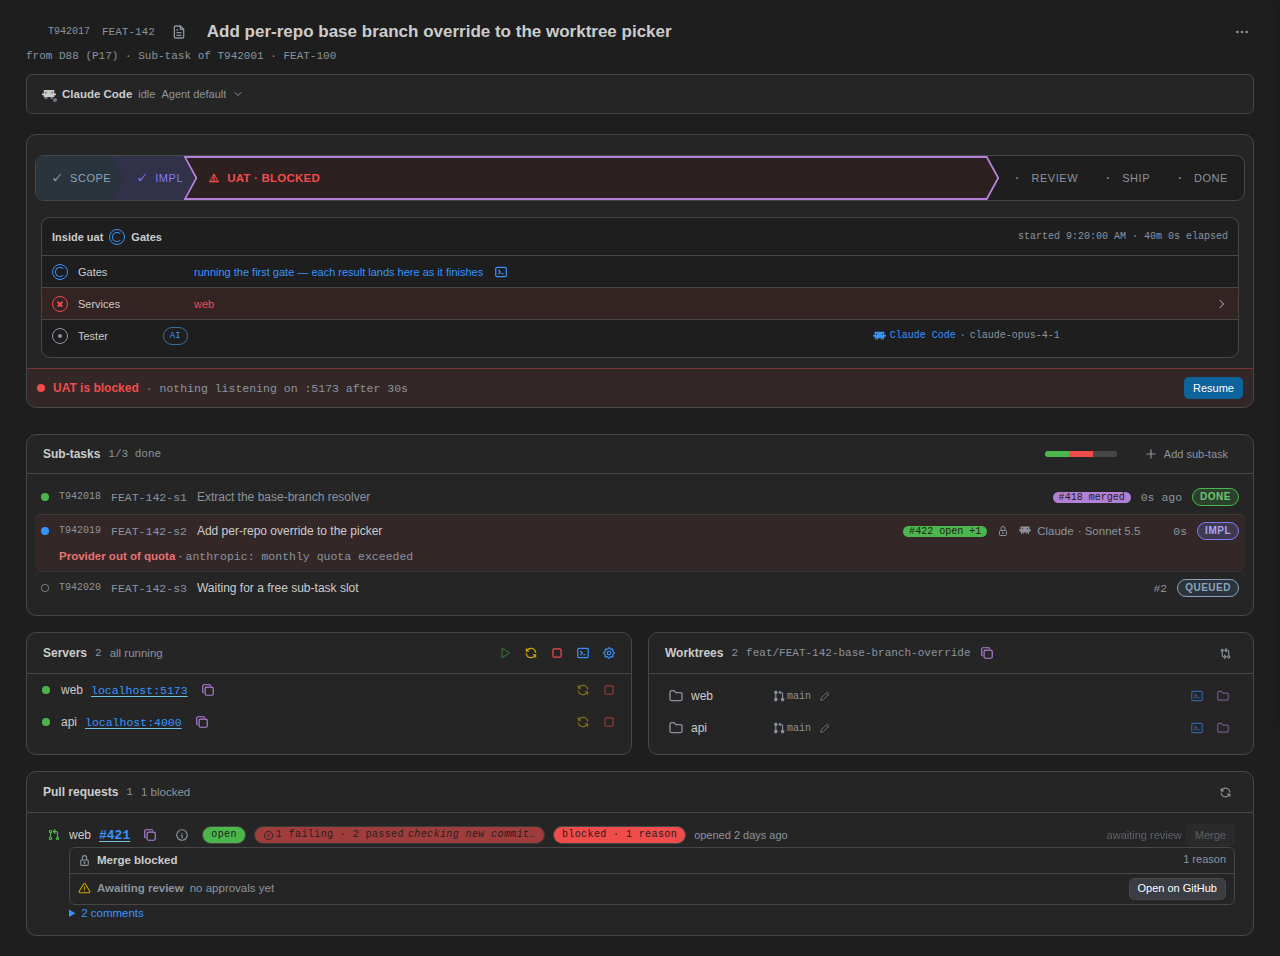 T942017 FEAT-142 Add per-repo base branch override to the worktree picker
from D88 (P17) · Sub-task of T942001 · FEAT-100
Claude Code idle Agent default
SCOPE IMPL UAT · BLOCKED · REVIEW · SHIP · DONE
Inside uat Gates started 9:20:00 AM · 40m 0s elapsed
Gates running the first gate — each result lands here as it finishes
Services web
Tester AI Claude Code · claude-opus-4-1
UAT is blocked · nothing listening on :5173 after 30s Resume
Sub-tasks 1/3 done Add sub-task
T942018 FEAT-142-s1 Extract the base-branch resolver #418 merged 0s ago DONE
T942019 FEAT-142-s2 Add per-repo override to the picker #422 open +1 Claude · Sonnet 5.5 0s IMPL
Provider out of quota · anthropic: monthly quota exceeded
T942020 FEAT-142-s3 Waiting for a free sub-task slot #2 QUEUED
Servers 2 all running
web localhost:5173
api localhost:4000
Worktrees 2 feat/FEAT-142-base-branch-override
web main
api main
Pull requests 1 1 blocked
web #421 open 1 failing · 2 passed checking new commit… blocked · 1 reason opened 2 days ago awaiting review Merge
Merge blocked 1 reason
Awaiting review no approvals yet Open on GitHub
2 comments